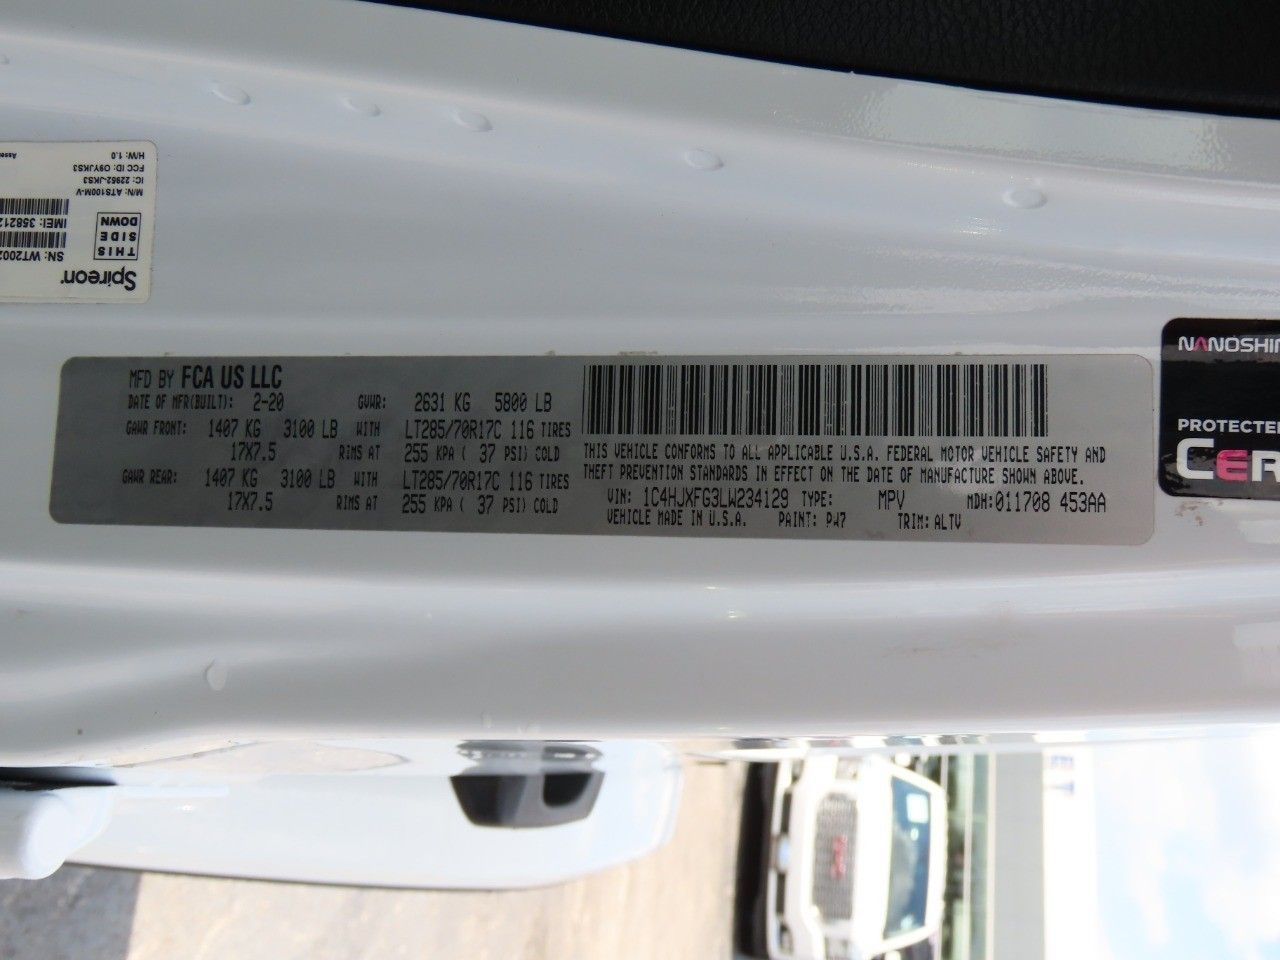 MFD BY FCA US LLC
DATE OF MFR(BUILT): 2-20 GVWR: 2631 KG 5800 LB
GAWR FRONT: 1407 KG 3100 LB WITH LT285/70R17C 116 TIRES
17X7.5 RIMS AT 255 KPA ( 37 PSI) COLD
GAWR REAR: 1407 KG 3100 LB WITH LT285/70R17C 116 TIRES
17X7.5 RIMS AT 255 KPA ( 37 PSI) COLD
THIS VEHICLE CONFORMS TO ALL APPLICABLE U.S.A. FEDERAL MOTOR VEHICLE SAFETY AND
THEFT PREVENTION STANDARDS IN EFFECT ON THE DATE OF MANUFACTURE SHOWN ABOVE.
VIN: 1C4HJXFG3LW234129 TYPE: MPV MDH:011708 453AA
VEHICLE MADE IN U.S.A. PAINT: PW7 TRIM: ALTV
Spireon
THIS
SIDE
DOWN
SN: WT2002
IMEI: 358212
M/N: ATS100M-V
IC: 22952-JKS3
FCC ID: O9YJKS3
H/W: 1.0
Asse
NANOSHIN
PROTECTE
CER